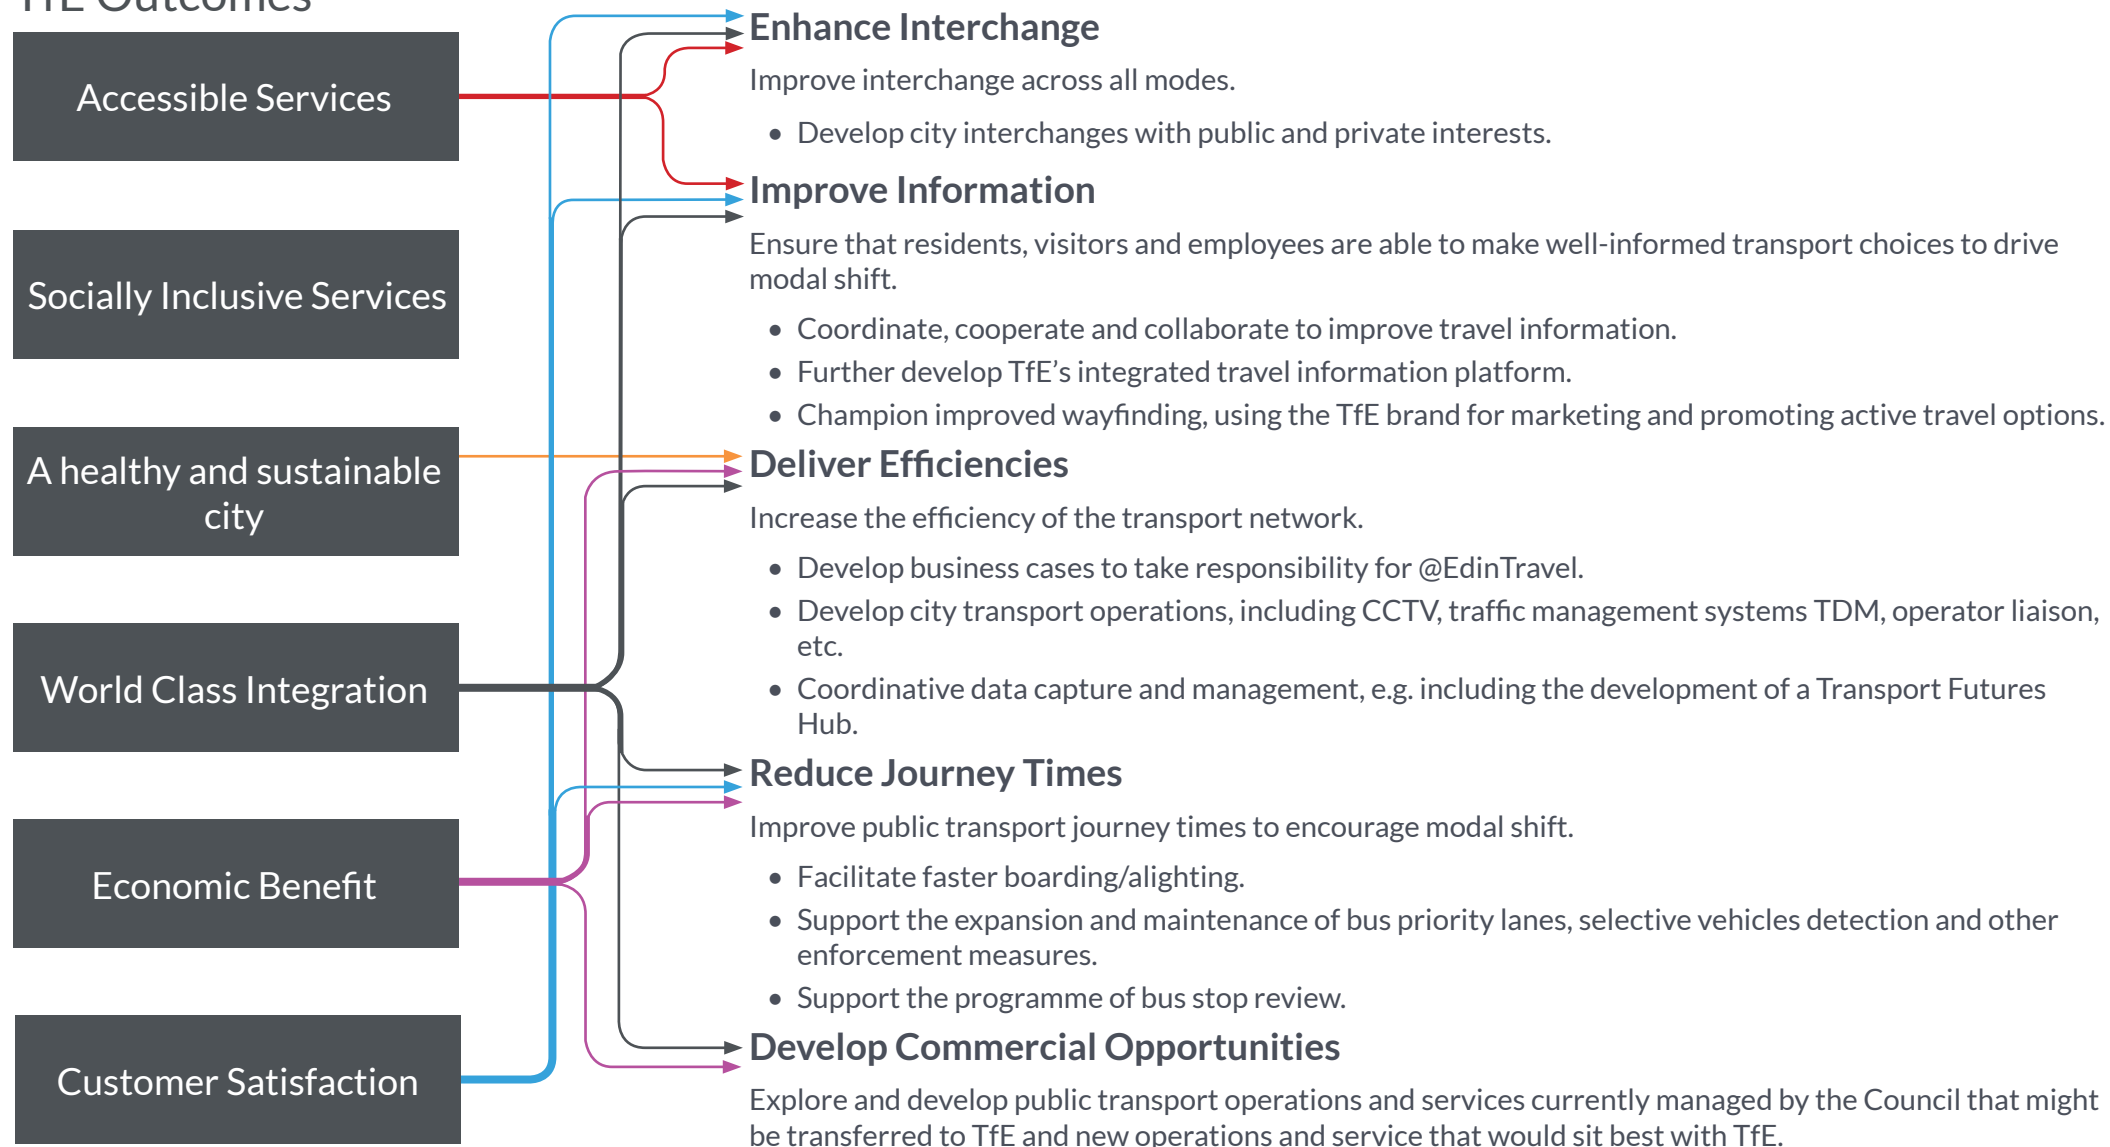 TfE Outcomes
Accessible Services
Socially Inclusive Services
A healthy and sustainable
city
World Class Integration
Economic Benefit
Customer Satisfaction
Enhance Interchange
Improve interchange across all modes.
• Develop city interchanges with public and private interests.
Improve Information
Ensure that residents, visitors and employees are able to make well-informed transport choices to drive
modal shift.
• Coordinate, cooperate and collaborate to improve travel information.
• Further develop TfE’s integrated travel information platform.
• Champion improved wayfinding, using the TfE brand for marketing and promoting active travel options.
Deliver Efficiencies
Increase the efficiency of the transport network.
• Develop business cases to take responsibility for @EdinTravel.
• Develop city transport operations, including CCTV, traffic management systems TDM, operator liaison,
etc.
• Coordinative data capture and management, e.g. including the development of a Transport Futures
Hub.
Reduce Journey Times
Improve public transport journey times to encourage modal shift.
• Facilitate faster boarding/alighting.
• Support the expansion and maintenance of bus priority lanes, selective vehicles detection and other
enforcement measures.
• Support the programme of bus stop review.
Develop Commercial Opportunities
Explore and develop public transport operations and services currently managed by the Council that might
be transferred to TfE and new operations and service that would sit best with TfE.